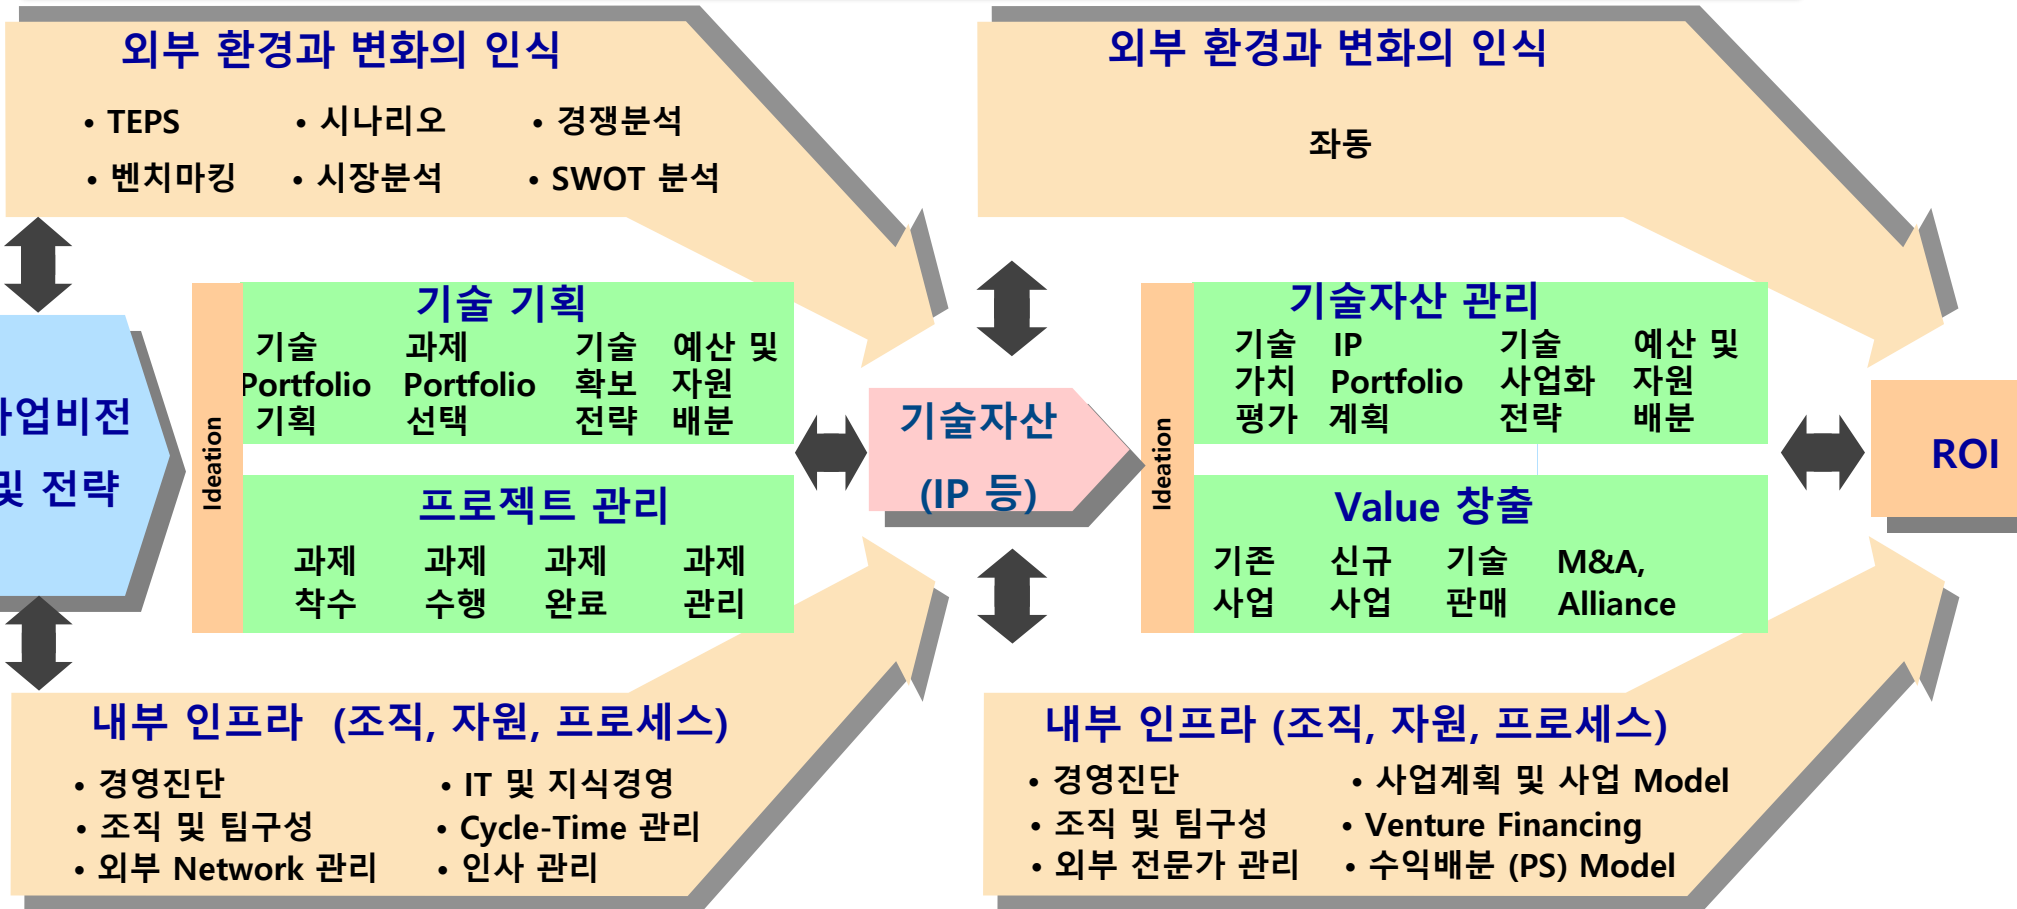 외부 환경과 변화의 인식
• TEPS • 시나리오 • 경쟁분석
• 벤치마킹 • 시장분석 • SWOT 분석
외부 환경과 변화의 인식
좌동
사업비전
및 전략
Ideation
기술 기획
기술 과제 기술 예산 및
Portfolio Portfolio 확보 자원
기획 선택 전략 배분
프로젝트 관리
과제 과제 과제 과제
착수 수행 완료 관리
기술자산
(IP 등)
Ideation
기술자산 관리
기술 IP 기술 예산 및
가치 Portfolio 사업화 자원
평가 계획 전략 배분
Value 창출
기존 신규 기술 M&A,
사업 사업 판매 Alliance
ROI
내부 인프라 (조직, 자원, 프로세스)
• 경영진단 • IT 및 지식경영
• 조직 및 팀구성 • Cycle-Time 관리
• 외부 Network 관리 • 인사 관리
내부 인프라 (조직, 자원, 프로세스)
• 경영진단 • 사업계획 및 사업 Model
• 조직 및 팀구성 • Venture Financing
• 외부 전문가 관리 • 수익배분 (PS) Model